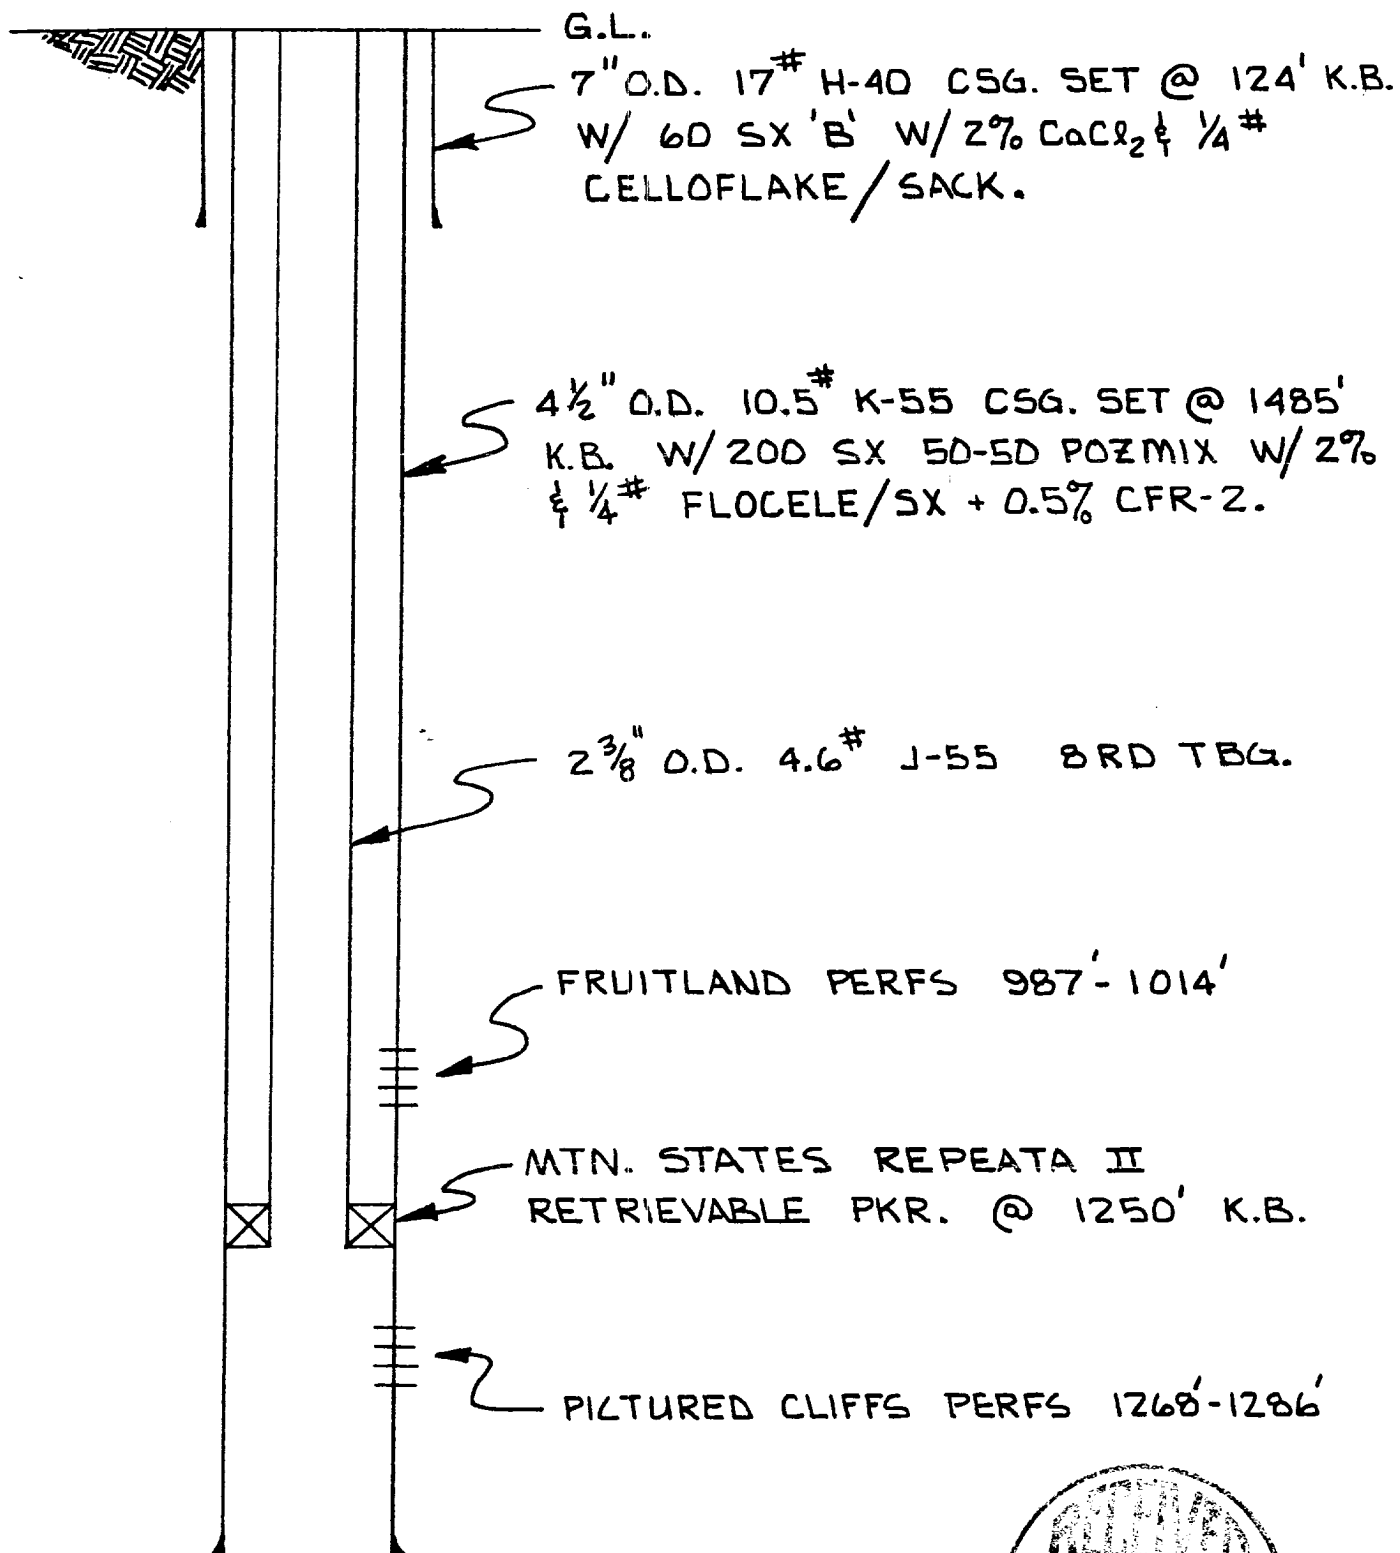 G.L.
7" O.D. 17# H-40 CSG. SET @ 124' K.B.
W/ 60 SX 'B' W/ 2% CaCl₂ & ¼#
CELLOFLAKE/SACK.
4½" O.D. 10.5# K-55 CSG. SET @ 1485'
K.B. W/ 200 SX 50-50 POZMIX W/ 2%
& ¼# FLOCELE/SX + 0.5% CFR-2.
2⅜" O.D. 4.6# J-55 8RD TBG.
FRUITLAND PERFS 987'-1014'
MTN. STATES REPEATA II
RETRIEVABLE PKR. @ 1250' K.B.
PICTURED CLIFFS PERFS 1268'-1286'
RECEIVED